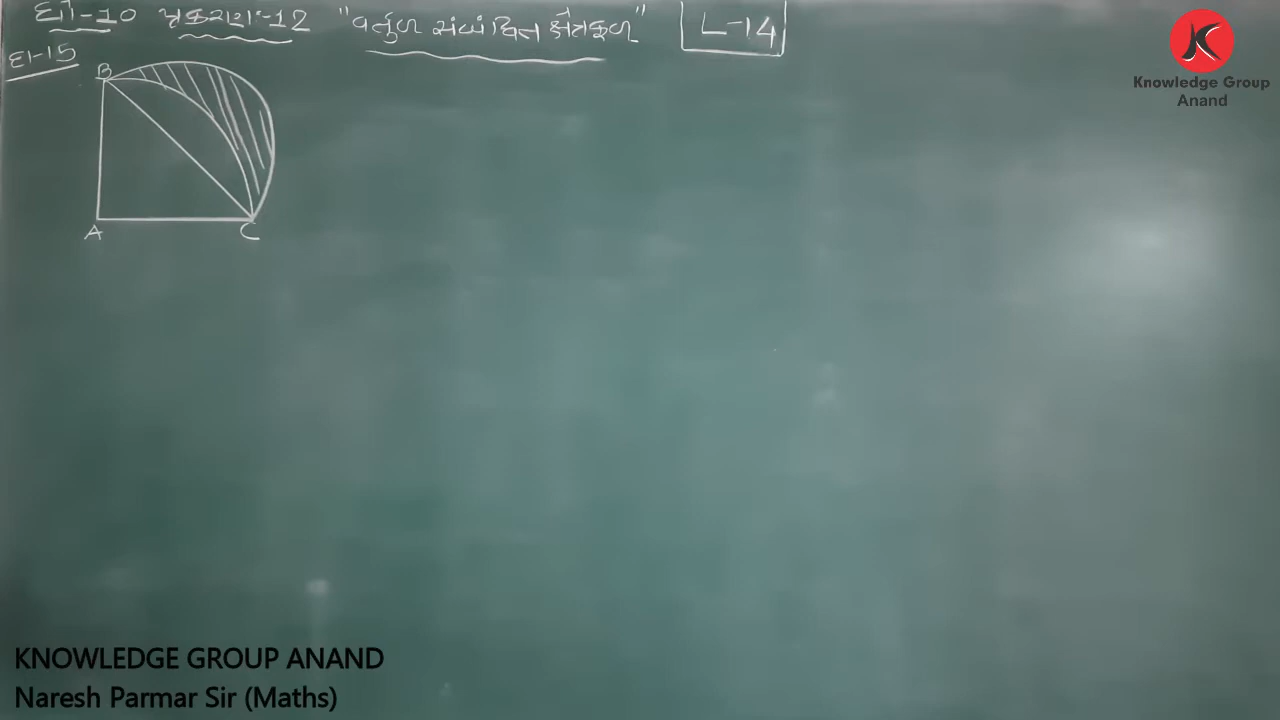 ધો-10 પ્રકરણ:-12 "વર્તુળ સંબંધિત ક્ષેત્રફળ" L-14
દા-15
B
A C
Knowledge Group
Anand
KNOWLEDGE GROUP ANAND
Naresh Parmar Sir (Maths)